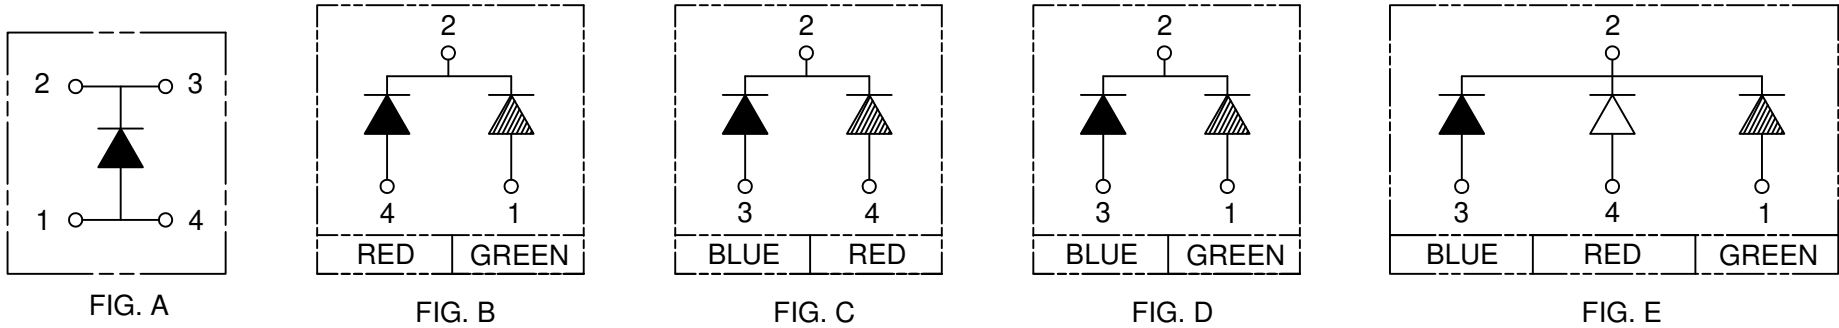 2 3
1 4
FIG. A
2
4 1
RED GREEN
FIG. B
2
3 4
BLUE RED
FIG. C
2
3 1
BLUE GREEN
FIG. D
2
3 4 1
BLUE RED GREEN
FIG. E